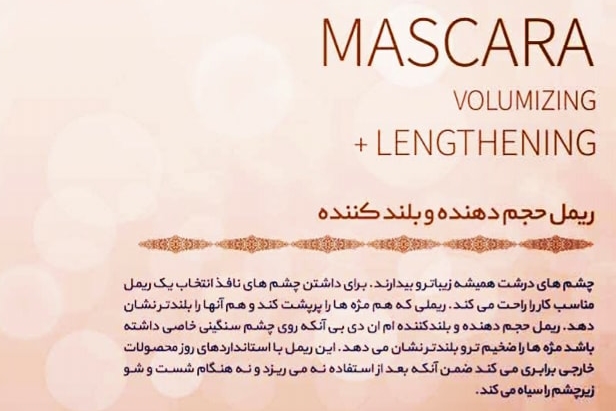 MASCARA
VOLUMIZING
+ LENGTHENING
ریمل حجم دهنده و بلند کننده
چشم های درشت همیشه زیباتر و بیدارند. برای داشتن چشم های نافذ انتخاب یک ریمل
مناسب کار را راحت می کند. ریملی که هم مژه ها را پرپشت کند و هم آنها را بلندتر نشان
دهد. ریمل حجم دهنده و بلندکننده ام ان دی بی آنکه روی چشم سنگینی خاصی داشته
باشد مژه ها را ضخیم تر و بلندتر نشان می دهد. این ریمل با استانداردهای روز محصولات
خارجی برابری می کند ضمن آنکه بعد از استفاده نه می ریزد و نه هنگام شست و شو
زیرچشم را سیاه می کند.